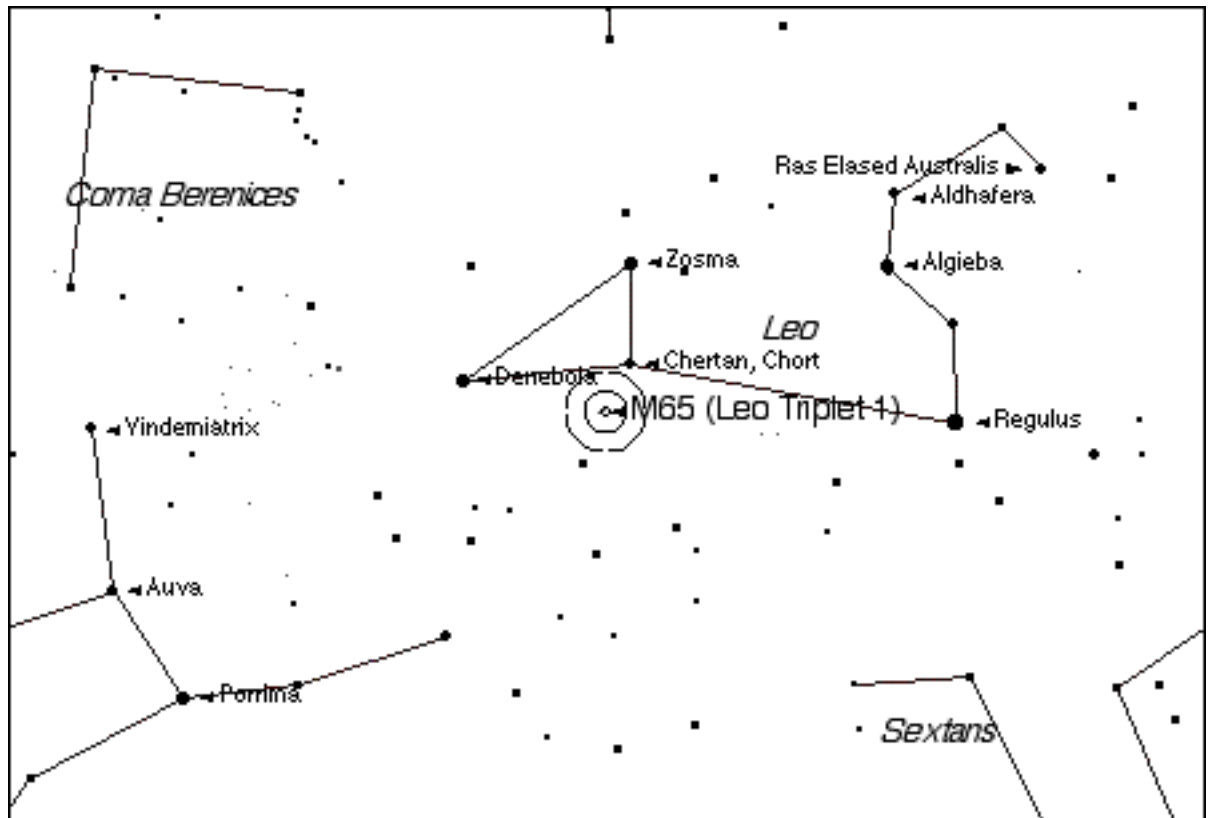 Ras Elased Australis
Coma Berenices
Aldhafera
Zosma
Algieba
Leo
Chertan, Chort
Denebola
M65 (Leo Triplet 1)
Regulus
Vindemiatrix
Auva
Porrima
Sextans